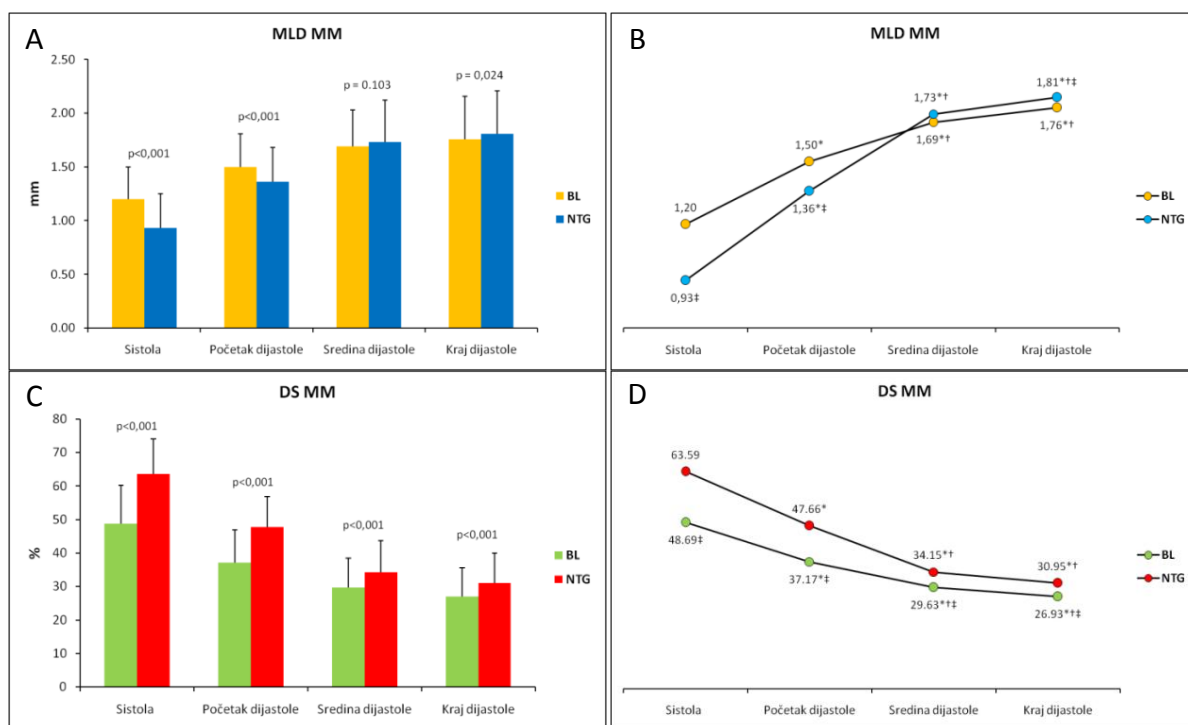 A
MLD MM
2.50
2.00
1.50
1.00
0.50
0.00
mm
p<0,001
p<0,001
p = 0.103
p = 0,024
Sistola
Početak dijastole
Sredina dijastole
Kraj dijastole
BL
NTG
B
MLD MM
1,20
1,50*
1,69*†
1,76*†
0,93‡
1,36*‡
1,73*†
1,81*†‡
Sistola
Početak dijastole
Sredina dijastole
Kraj dijastole
BL
NTG
C
DS MM
80
70
60
50
40
30
20
10
0
%
p<0,001
p<0,001
p<0,001
p<0,001
Sistola
Početak dijastole
Sredina dijastole
Kraj dijastole
BL
NTG
D
DS MM
63.59
47.66*
34.15*†
30.95*†
48.69‡
37.17*‡
29.63*†‡
26.93*†‡
Sistola
Početak dijastole
Sredina dijastole
Kraj dijastole
BL
NTG